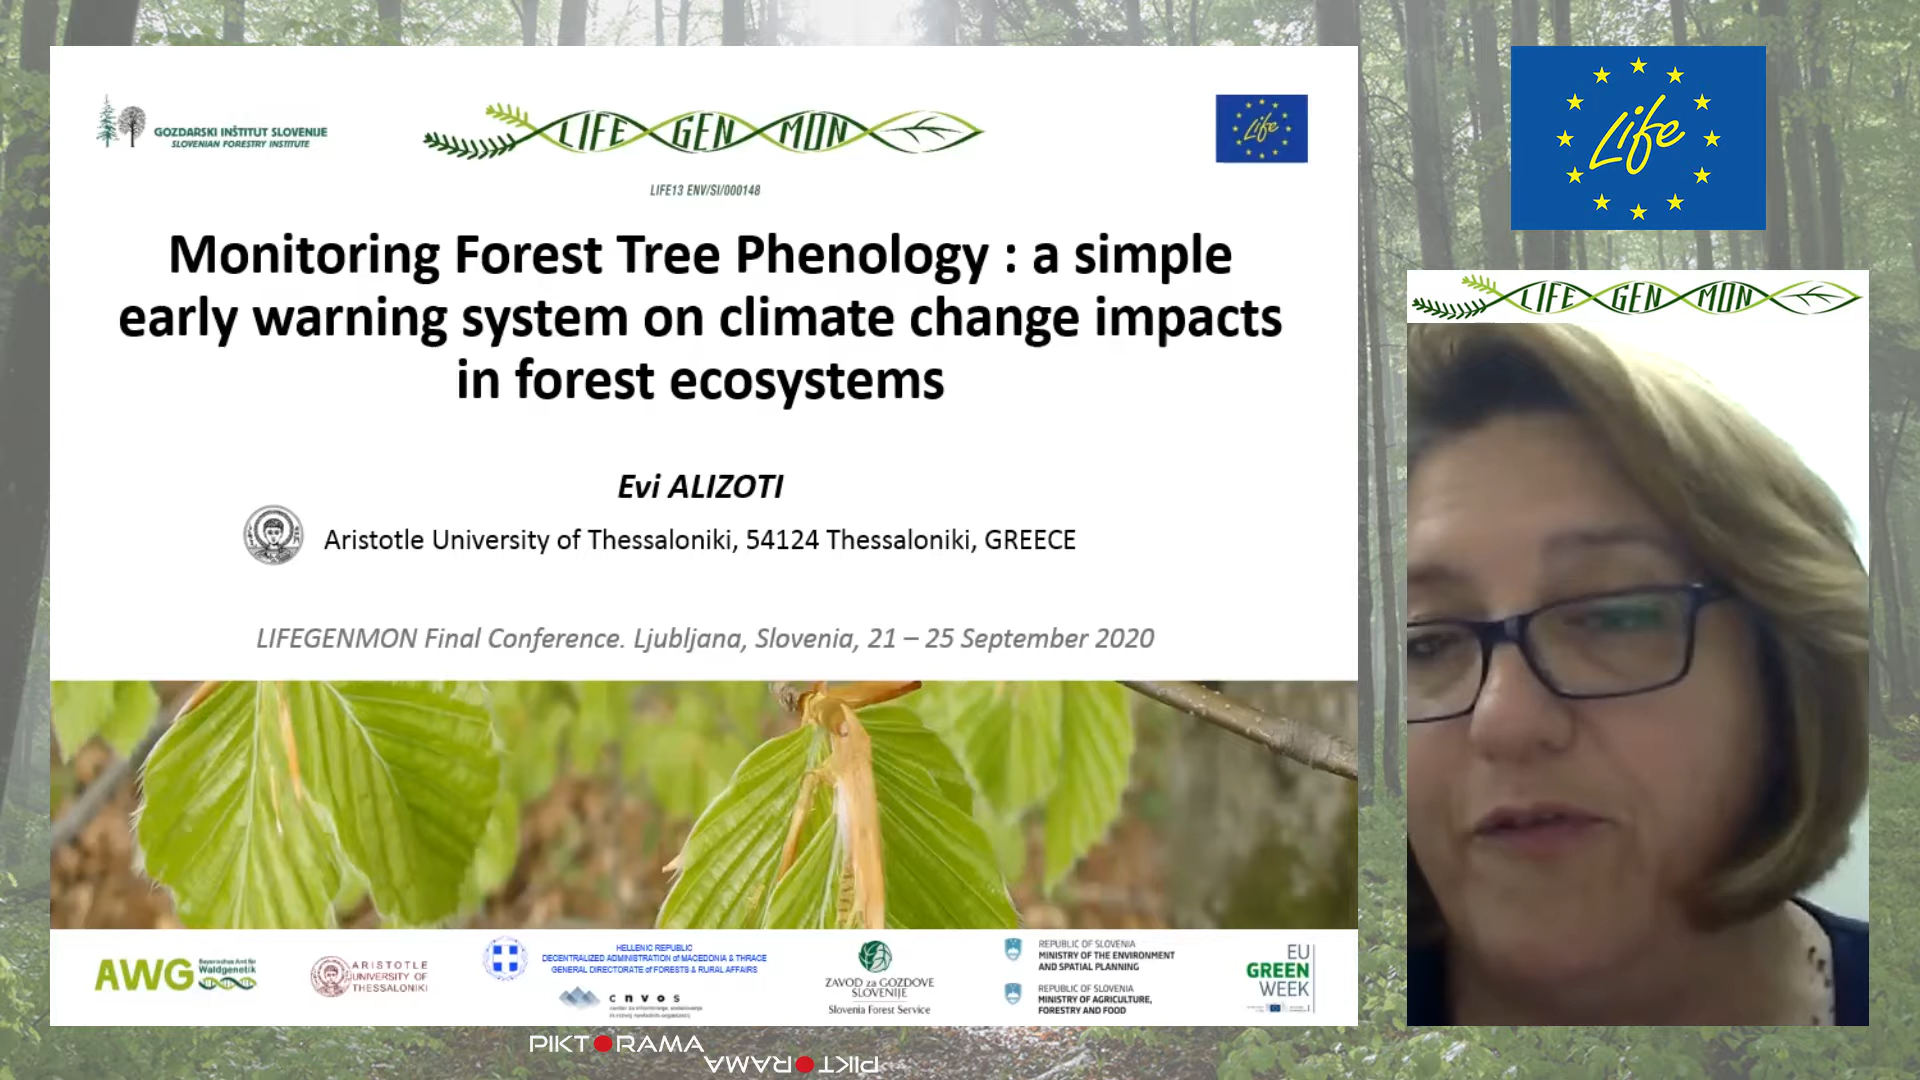 GOZDARSKI INŠTITUT SLOVENIJE
SLOVENIAN FORESTRY INSTITUTE
LIFE GEN MON
Life
LIFE13 ENV/SI/000148
Monitoring Forest Tree Phenology : a simple
early warning system on climate change impacts
in forest ecosystems
Evi ALIZOTI
Aristotle University of Thessaloniki, 54124 Thessaloniki, GREECE
LIFEGENMON Final Conference. Ljubljana, Slovenia, 21 – 25 September 2020
AWG
Bayerisches Amt für
Waldgenetik
ARISTOTLE
UNIVERSITY OF
THESSALONIKI
HELLENIC REPUBLIC
DECENTRALIZED ADMINISTRATION of MACEDONIA & THRACE
GENERAL DIRECTORATE of FORESTS & RURAL AFFAIRS
cnvos
ZAVOD za GOZDOVE
SLOVENIJE
Slovenia Forest Service
REPUBLIC OF SLOVENIA
MINISTRY OF THE ENVIRONMENT
AND SPATIAL PLANNING
REPUBLIC OF SLOVENIA
MINISTRY OF AGRICULTURE,
FORESTRY AND FOOD
EU
GREEN
WEEK
Life
LIFE GEN MON
PIKTORAMA
PIKTORAMA